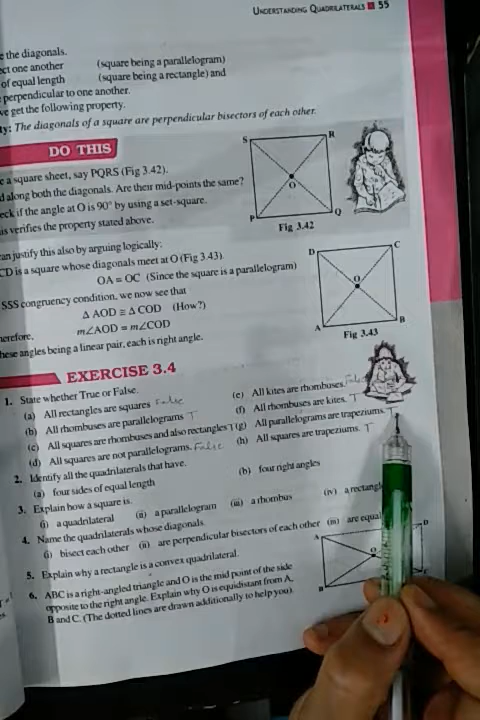 UNDERSTANDING QUADRILATERALS 55
the diagonals.
one another (square being a parallelogram)
of equal length (square being a rectangle) and
perpendicular to one another.
get the following property.
The diagonals of a square are perpendicular bisectors of each other.
DO THIS
a square sheet, say PQRS (Fig 3.42).
along both the diagonals. Are their mid-points the same?
if the angle at O is 90° by using a set-square.
verifies the property stated above.
S R O P Q
Fig 3.42
can justify this also by arguing logically:
is a square whose diagonals meet at O (Fig 3.43).
OA = OC (Since the square is a parallelogram)
SSS congruency condition, we now see that
Δ AOD ≅ Δ COD (How?)
m∠AOD = m∠COD
these angles being a linear pair, each is right angle.
D C O A B
Fig 3.43
EXERCISE 3.4
1. State whether True or False.
(a) All rectangles are squares False
(b) All rhombuses are parallelograms T
(c) All squares are rhombuses and also rectangles T
(d) All squares are not parallelograms. False
(e) All kites are rhombuses.
(f) All rhombuses are kites. T
(g) All parallelograms are trapeziums. T
(h) All squares are trapeziums. T
2. Identify all the quadrilaterals that have.
(a) four sides of equal length (b) four right angles
3. Explain how a square is.
(i) a quadrilateral (ii) a parallelogram (iii) a rhombus (iv) a
4. Name the quadrilaterals whose diagonals.
(i) bisect each other (ii) are perpendicular bisectors of each other (iii) are equal
5. Explain why a rectangle is a convex quadrilateral.
6. ABC is a right-angled triangle and O is the mid point of the side
opposite to the right angle. Explain why O is equidistant from A,
B and C. (The dotted lines are drawn additionally to help you).
A D O B C